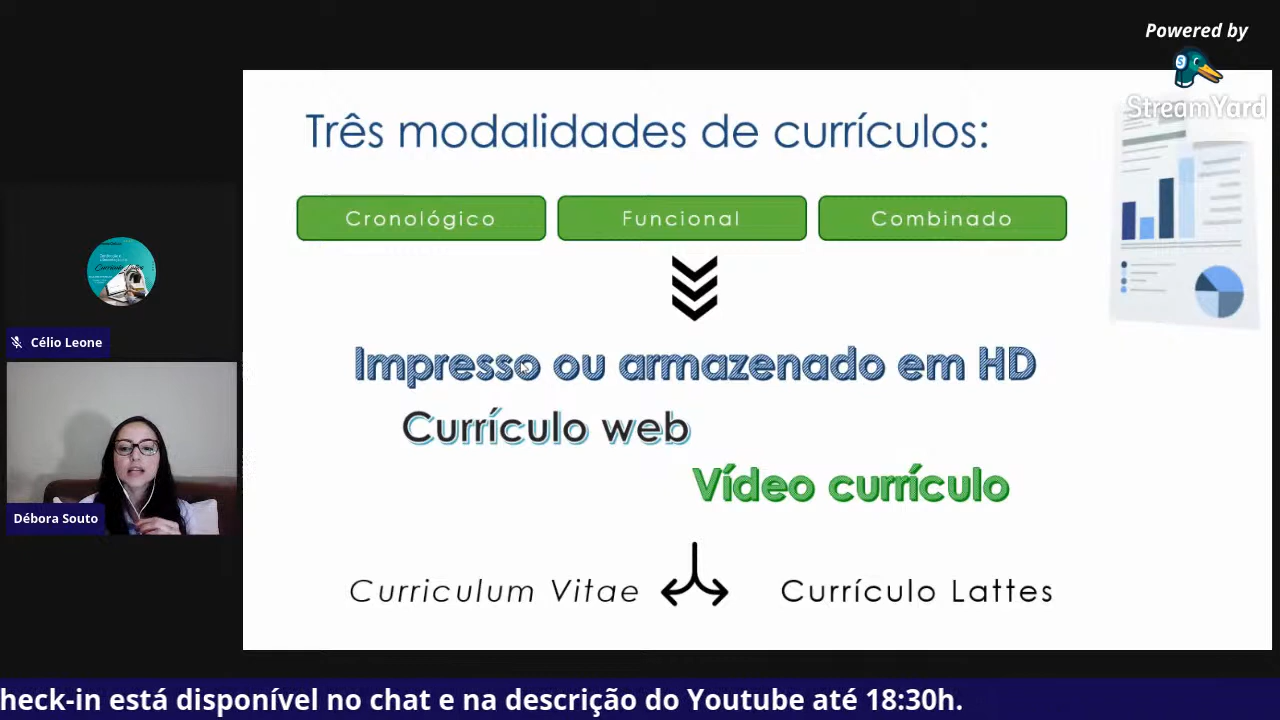 Powered by
StreamYard
Três modalidades de currículos:
Cronológico
Funcional
Combinado
Impresso ou armazenado em HD
Currículo web
Vídeo currículo
Curriculum Vitae
Currículo Lattes
Célio Leone
Débora Souto
heck-in está disponível no chat e na descrição do Youtube até 18:30h.